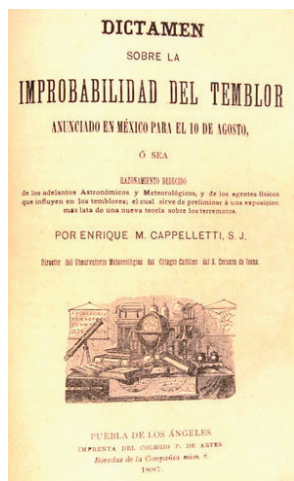 DICTAMEN
SOBRE LA
IMPROBABILIDAD DEL TEMBLOR
ANUNCIADO EN MÉXICO PARA EL 10 DE AGOSTO,
Ó SEA
RAZONAMIENTO DEDUCIDO
de los adelantos Astronómicos y Meteorológicos, y de los agentes físicos
que influyen en los temblores; el cual sirve de preliminar á una exposicion
más lata de una nueva teoría sobre los terremotos.
POR ENRIQUE M. CAPPELLETTI, S. J.
Director del Observatorio Meteorológico del Colegio Católico del S. Corazon de Jesus.
PUEBLA DE LOS ÁNGELES
IMPRENTA DEL COLEGIO P. DE ARTES.
Bóvedas de la Compañía núm. 8.
1887.